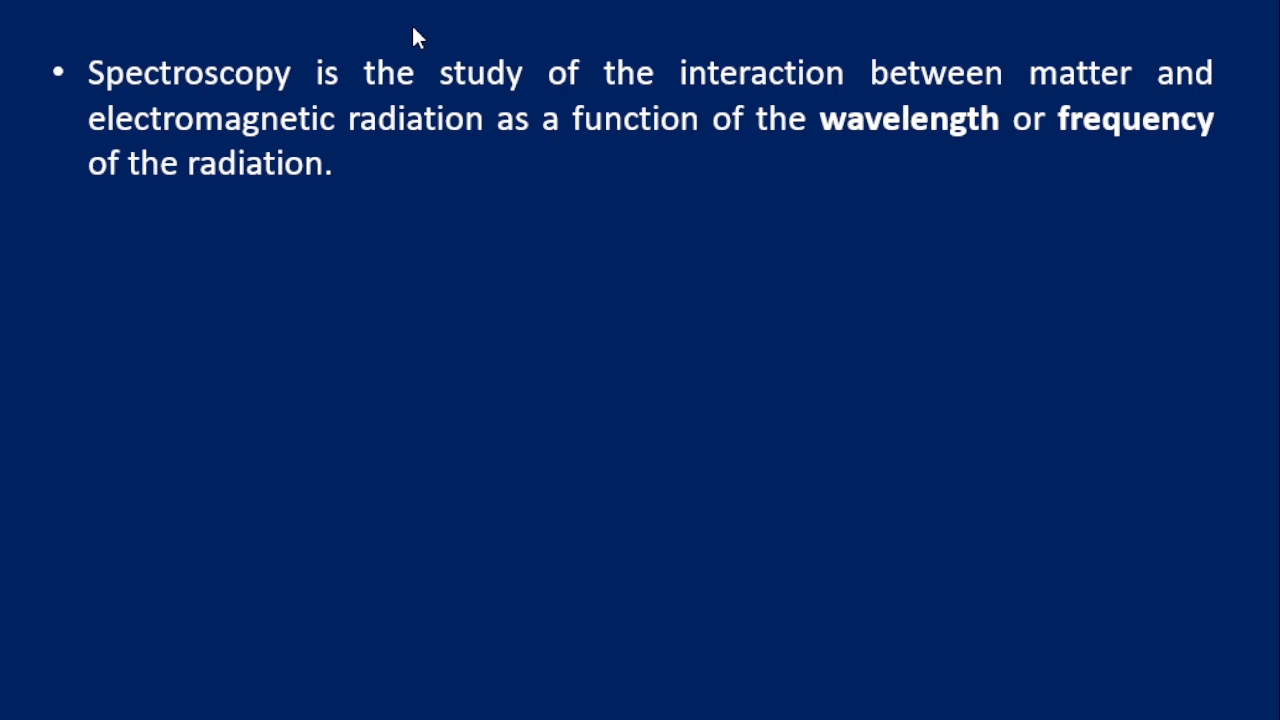 • Spectroscopy is the study of the interaction between matter and
electromagnetic radiation as a function of the wavelength or frequency
of the radiation.